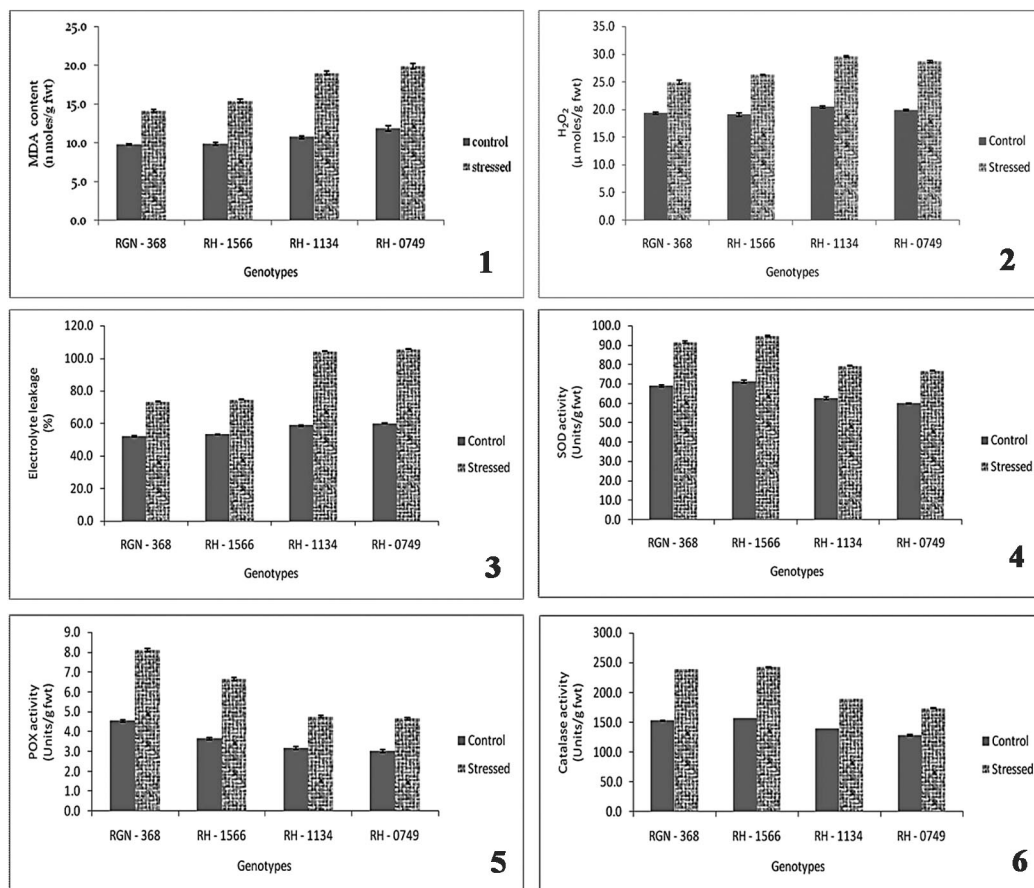 25.0
20.0
15.0
10.0
5.0
0.0
MDA content
(n moles/g fwt)
RGN - 368 RH - 1566 RH - 1134 RH - 0749
Genotypes
control
stressed
1
40.0
35.0
30.0
25.0
20.0
15.0
10.0
5.0
0.0
H₂O₂
(µ moles/g fwt)
RGN - 368 RH - 1566 RH - 1134 RH - 0749
Genotypes
Control
Stressed
2
120.0
100.0
80.0
60.0
40.0
20.0
0.0
Electrolyte leakage
(%)
RGN - 368 RH - 1566 RH - 1134 RH - 0749
Genotypes
Control
Stressed
3
100.0
90.0
80.0
70.0
60.0
50.0
40.0
30.0
20.0
10.0
0.0
SOD activity
(Units/g fwt)
RGN - 368 RH - 1566 RH - 1134 RH - 0749
Genotypes
Control
Stressed
4
9.0
8.0
7.0
6.0
5.0
4.0
3.0
2.0
1.0
0.0
POX activity
(Units/g fwt)
RGN - 368 RH - 1566 RH - 1134 RH - 0749
Genotypes
Control
Stressed
5
300.0
250.0
200.0
150.0
100.0
50.0
0.0
Catalase activity
(Units/g fwt)
RGN - 368 RH - 1566 RH - 1134 RH - 0749
Genotypes
Control
Stressed
6